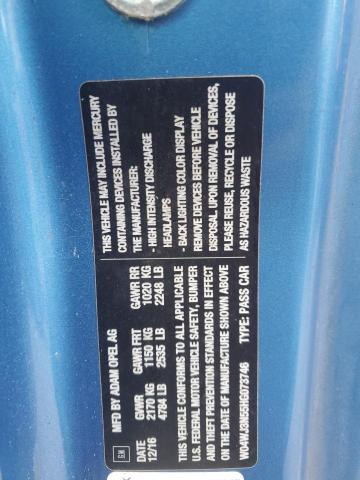 THIS VEHICLE MAY INCLUDE MERCURY
CONTAINING DEVICES INSTALLED BY
THE MANUFACTURER:
- HIGH INTENSITY DISCHARGE
HEADLAMPS
- BACK LIGHTING COLOR DISPLAY
REMOVE DEVICES BEFORE VEHICLE
DISPOSAL. UPON REMOVAL OF DEVICES,
PLEASE REUSE, RECYCLE OR DISPOSE
AS HAZARDOUS WASTE
GM
MFD BY ADAM OPEL AG
DATE GVWR GAWR FRT GAWR RR
12/16 2170 KG 1150 KG 1020 KG
4784 LB 2535 LB 2248 LB
THIS VEHICLE CONFORMS TO ALL APPLICABLE
U.S. FEDERAL MOTOR VEHICLE SAFETY, BUMPER
AND THEFT PREVENTION STANDARDS IN EFFECT
ON THE DATE OF MANUFACTURE SHOWN ABOVE
W04WJ3N55HG073746 TYPE: PASS CAR